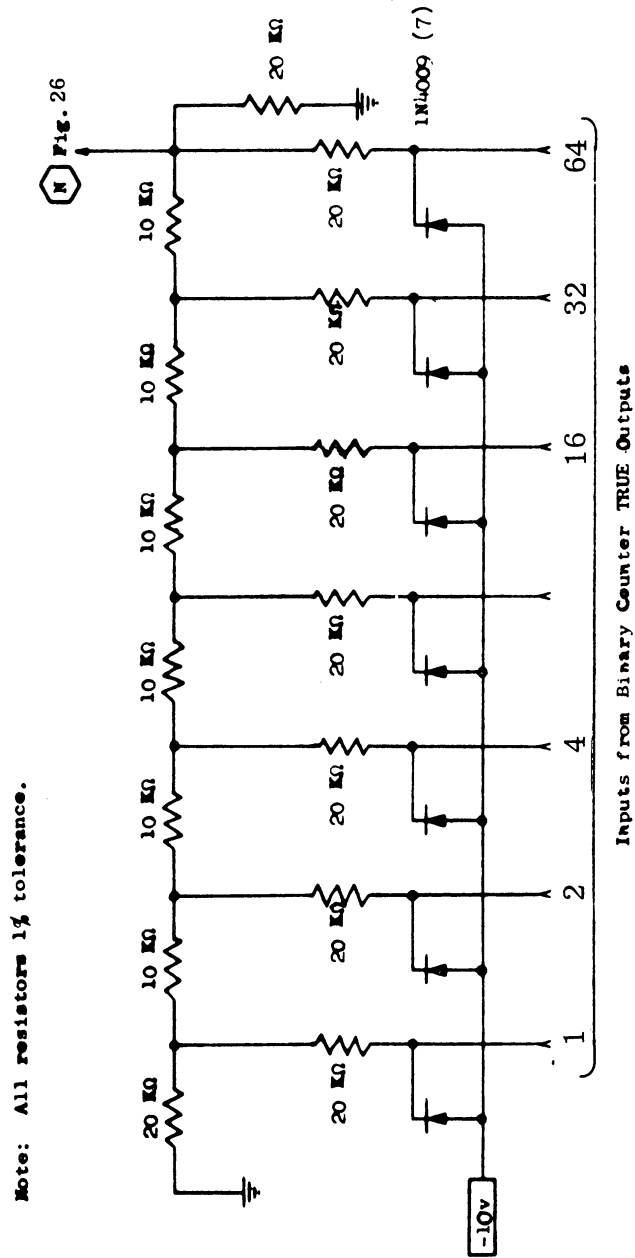 Note: All resistors 1% tolerance.
N Fig. 26
20 KΩ
10 KΩ
10 KΩ
10 KΩ
10 KΩ
10 KΩ
10 KΩ
20 KΩ
20 KΩ
20 KΩ
20 KΩ
20 KΩ
20 KΩ
20 KΩ
20 KΩ
1N4009 (7)
-10v
1
2
4
16
32
64
Inputs from Binary Counter TRUE Outputs